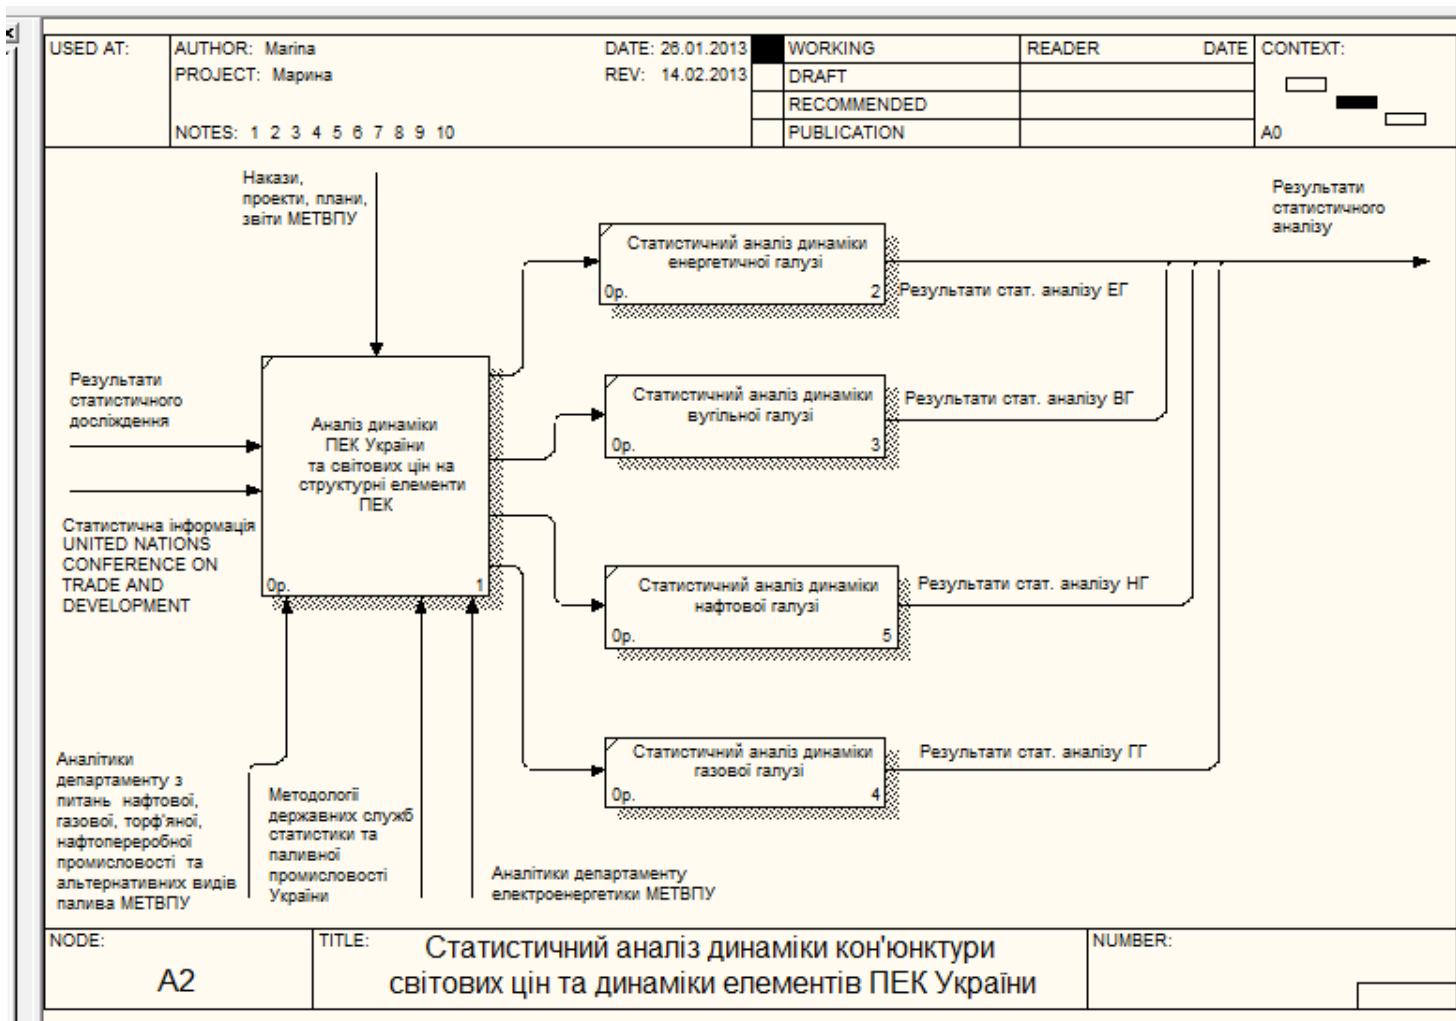 USED AT:
AUTHOR: Marina
DATE: 26.01.2013
WORKING
READER
DATE
CONTEXT:
PROJECT: Марина
REV: 14.02.2013
DRAFT
RECOMMENDED
NOTES: 1 2 3 4 5 6 7 8 9 10
PUBLICATION
A0
Накази,
проекти, плани,
звіти МЕТВПУ
Результати
статистичного
аналізу
Статистичний аналіз динаміки
енергетичної галузі
0р.
2
Результати стат. аналізу ЕГ
Результати
статистичного
досліждення
Статистичний аналіз динаміки
вугільної галузі
0р.
3
Результати стат. аналізу ВГ
Аналіз динаміки
ПЕК України
та світових цін на
структурні елементи
ПЕК
0р.
1
Статистична інформація
UNITED NATIONS
CONFERENCE ON
TRADE AND
DEVELOPMENT
Статистичний аналіз динаміки
нафтової галузі
0р.
5
Результати стат. аналізу НГ
Статистичний аналіз динаміки
газової галузі
0р.
4
Результати стат. аналізу ГГ
Аналітики
департаменту з
питань нафтової,
газової, торф'яної,
нафтопереробної
промисловості та
альтернативних видів
палива МЕТВПУ
Методології
державних служб
статистики та
паливної
промисловості
України
Аналітики департаменту
електроенергетики МЕТВПУ
NODE:
A2
TITLE:
Статистичний аналіз динаміки кон'юнктури
світових цін та динаміки елементів ПЕК України
NUMBER: